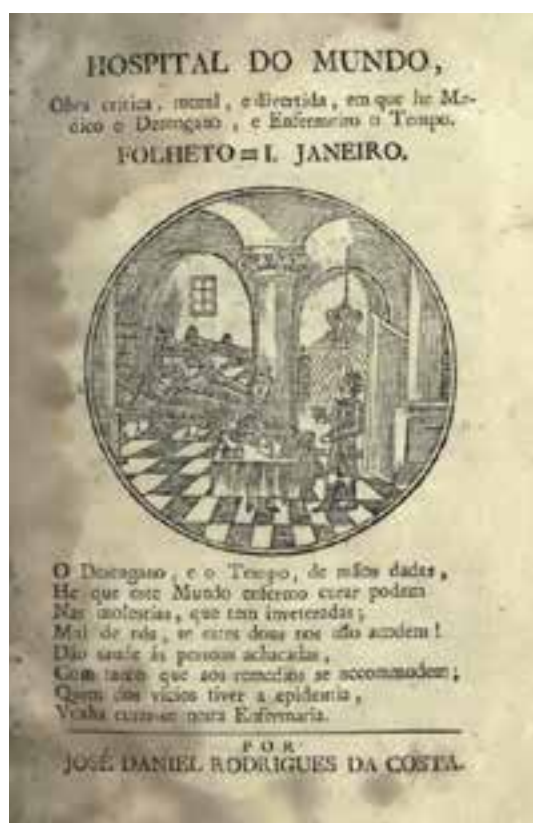 HOSPITAL DO MUNDO,
Obra critica, moral, e divertida, em que he Me-
dico o Desengano, e Enfermeiro o Tempo.
FOLHETO = I. JANEIRO.
O Desengano, e o Tempo, de mãos dadas,
He que este Mundo enfermo curar podem
Nas molestias, que tem inveteradas;
Mal de nós, se estes dous nos não acodem!
Dão saude ás pessoas achacadas,
Com tanto que aos remedios se accommodem;
Quem dos vicios tiver a epidemia,
Venha curar-se nesta Enfermaria.
POR
JOSÉ DANIEL RODRIGUES DA COSTA.